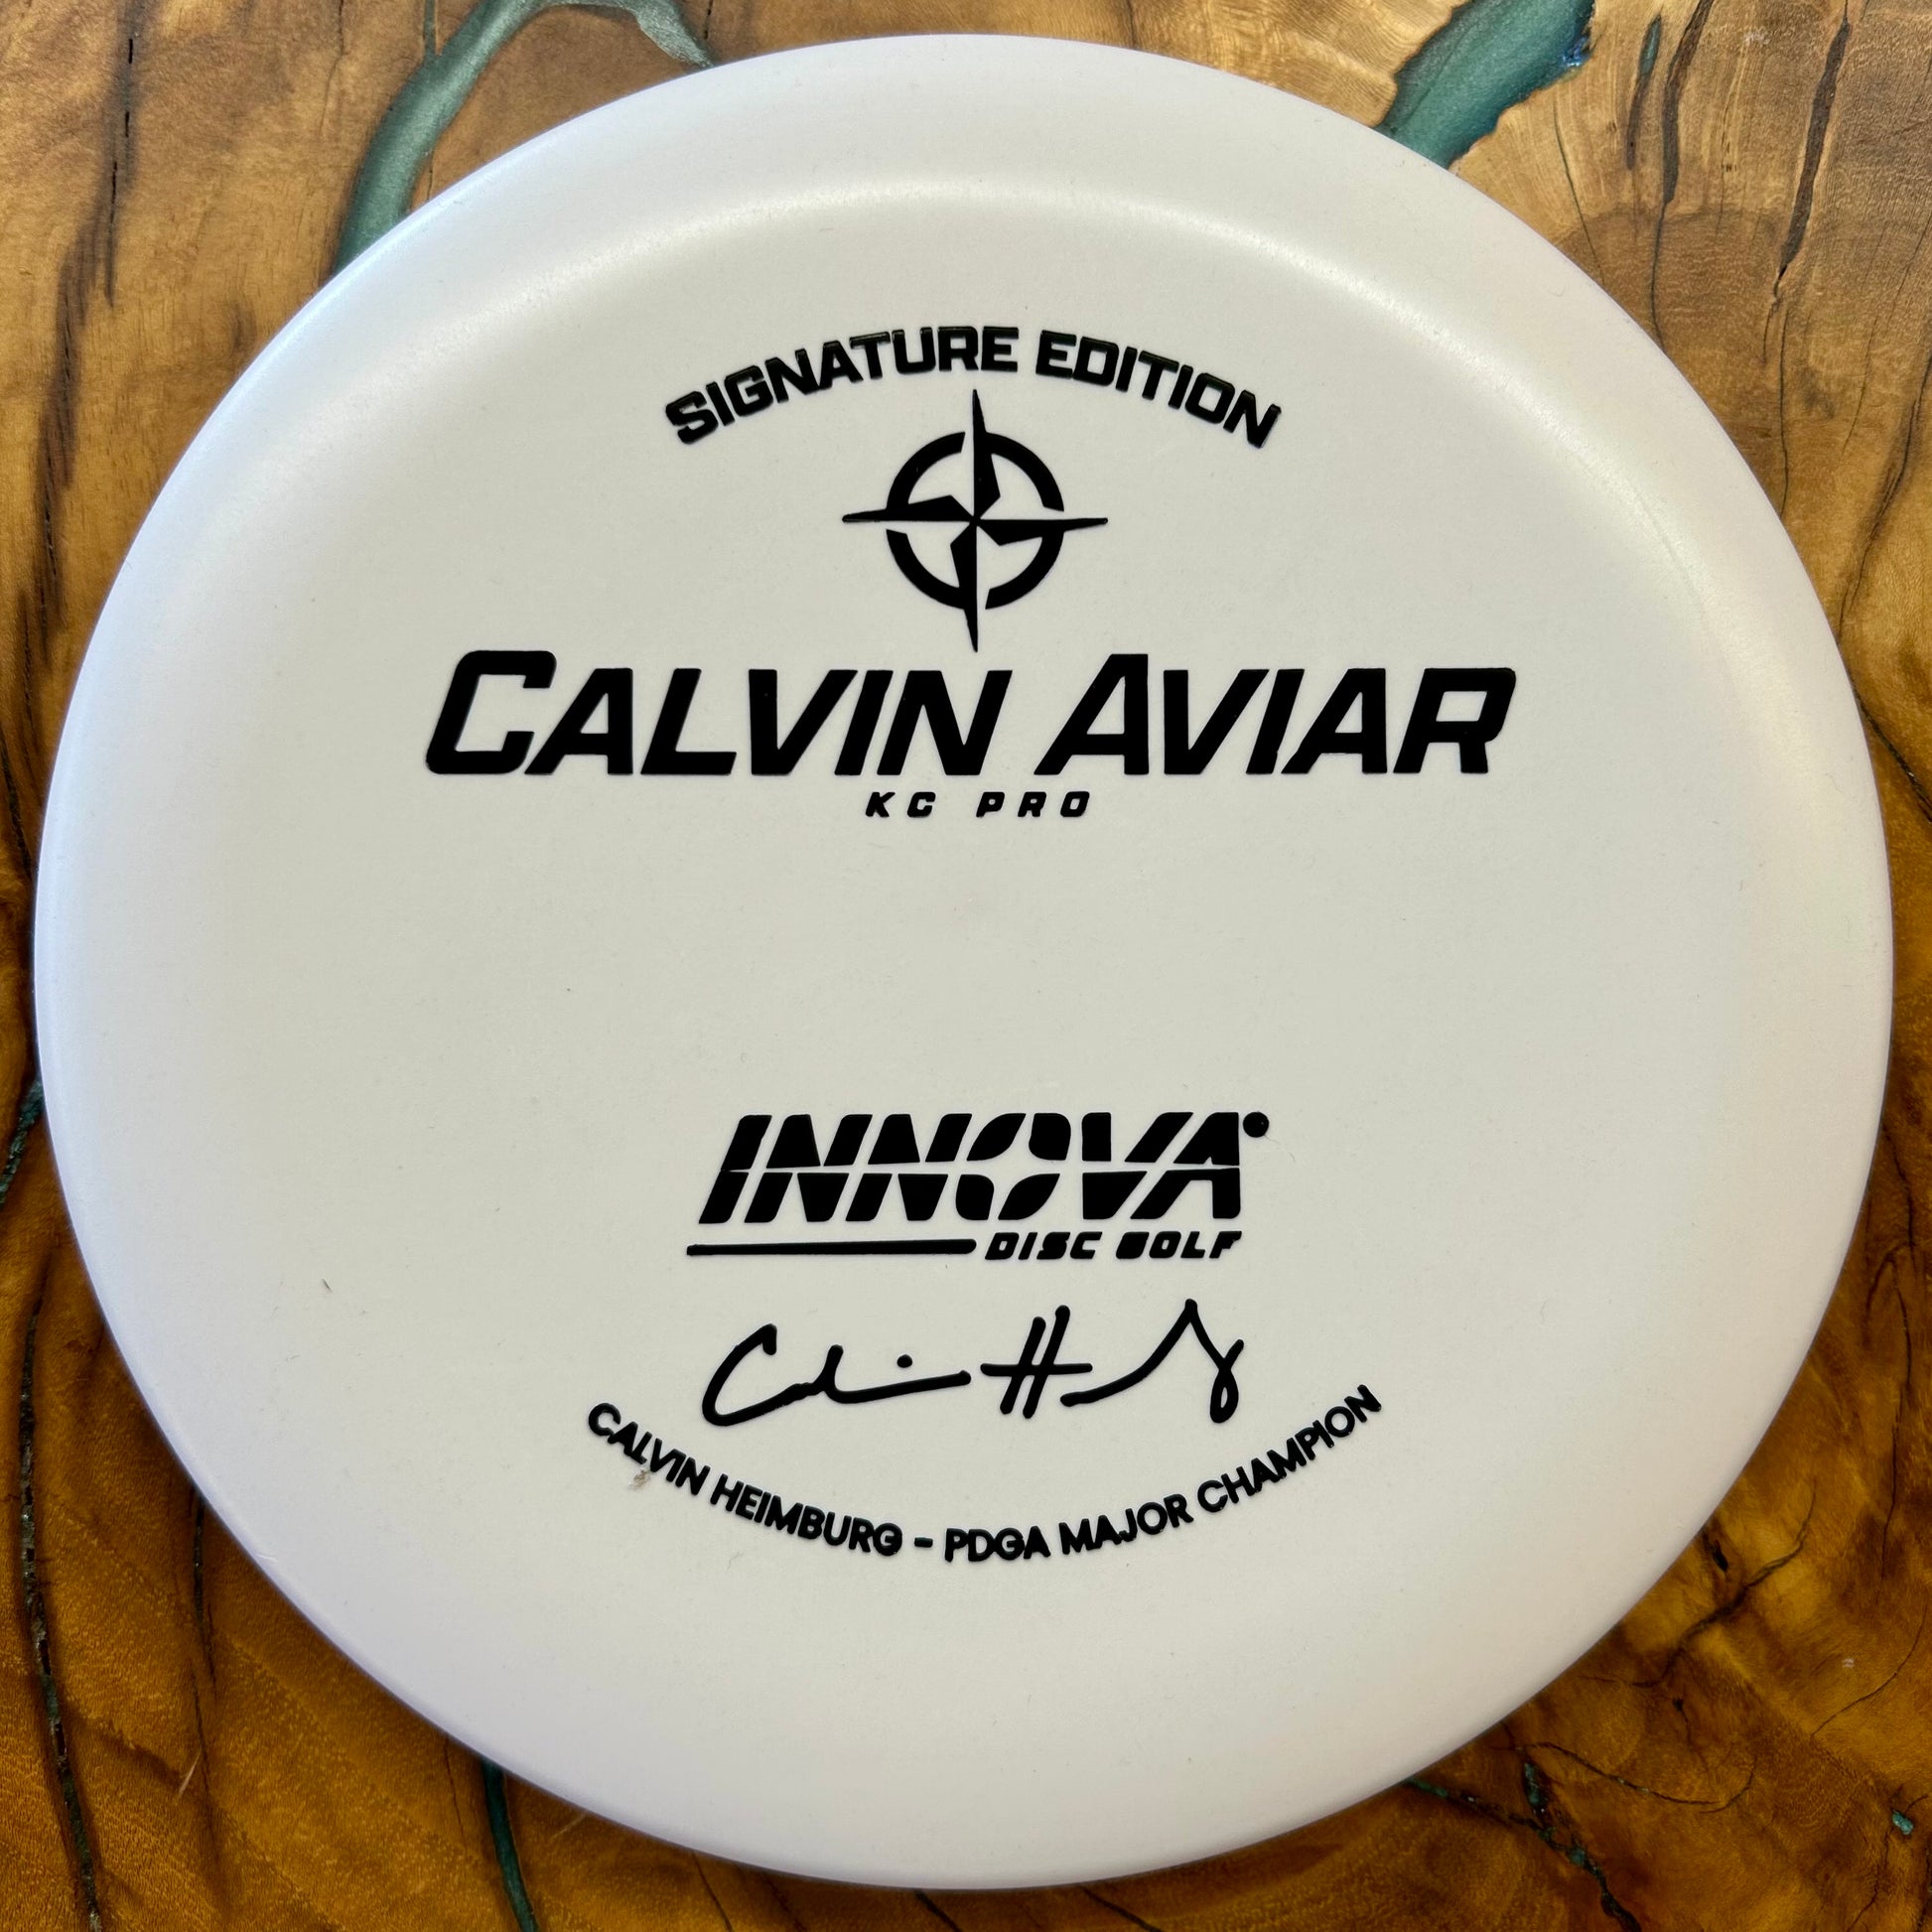 SIGNATURE EDITION
CALVIN AVIAR
KC PRO
INNOVA
DISC GOLF
CALVIN HEIMBURG - PDGA MAJOR CHAMPION